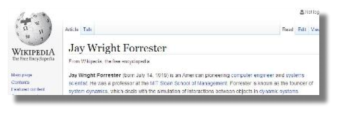 Article Talk Read Edit View
Jay Wright Forrester
WIKIPEDIA
The Free Encyclopedia
From Wikipedia, the free encyclopedia
Main page
Contents
Featured content
Jay Wright Forrester (born July 14, 1918) is an American pioneering computer engineer and systems
scientist. He was a professor at the MIT Sloan School of Management. Forrester is known as the founder of
system dynamics, which deals with the simulation of interactions between objects in dynamic systems.